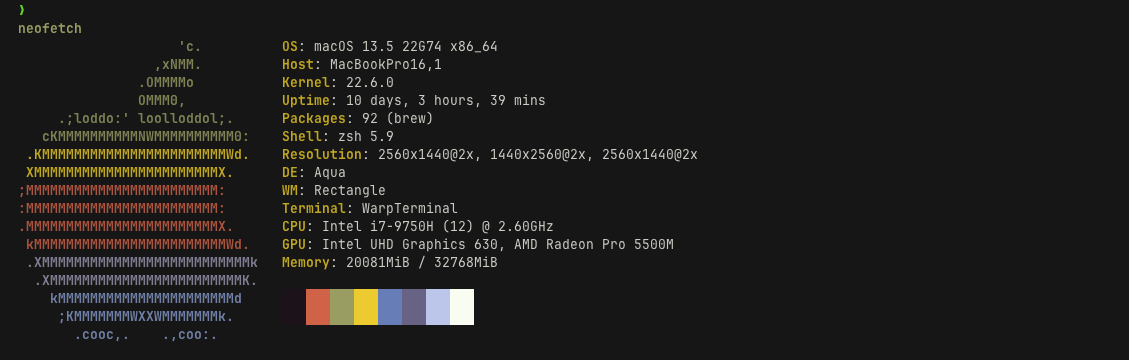 ❯
neofetch
                    'c.          OS: macOS 13.5 22G74 x86_64
                 ,xNMM.          Host: MacBookPro16,1
               .OMMMMo           Kernel: 22.6.0
               OMMM0,            Uptime: 10 days, 3 hours, 39 mins
     .;loddo:' loolloddol;.      Packages: 92 (brew)
   cKMMMMMMMMMMNWMMMMMMMMMM0:    Shell: zsh 5.9
 .KMMMMMMMMMMMMMMMMMMMMMMMWd.    Resolution: 2560x1440@2x, 1440x2560@2x, 2560x1440@2x
 XMMMMMMMMMMMMMMMMMMMMMMMX.      DE: Aqua
;MMMMMMMMMMMMMMMMMMMMMMMM:       WM: Rectangle
:MMMMMMMMMMMMMMMMMMMMMMMM:       Terminal: WarpTerminal
.MMMMMMMMMMMMMMMMMMMMMMMMX.      CPU: Intel i7-9750H (12) @ 2.60GHz
 kMMMMMMMMMMMMMMMMMMMMMMMMWd.    GPU: Intel UHD Graphics 630, AMD Radeon Pro 5500M
 .XMMMMMMMMMMMMMMMMMMMMMMMMMMk   Memory: 20081MiB / 32768MiB
  .XMMMMMMMMMMMMMMMMMMMMMMMMK.
    kMMMMMMMMMMMMMMMMMMMMMMd
     ;KMMMMMMMWXXWMMMMMMMk.
       .cooc,.    .,coo:.